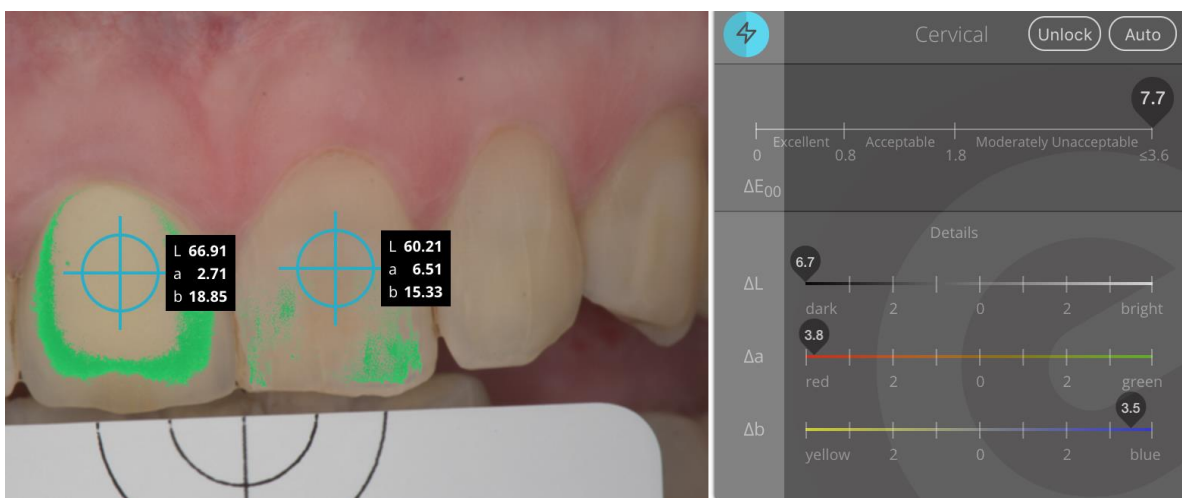 L 66.91
a 2.71
b 18.85
L 60.21
a 6.51
b 15.33
Cervical Unlock Auto
7.7
Excellent Acceptable Moderately Unacceptable
0 0.8 1.8 ≤3.6
ΔE00
Details
6.7
ΔL
dark 2 0 2 bright
3.8
Δa
red 2 0 2 green
3.5
Δb
yellow 2 0 2 blue